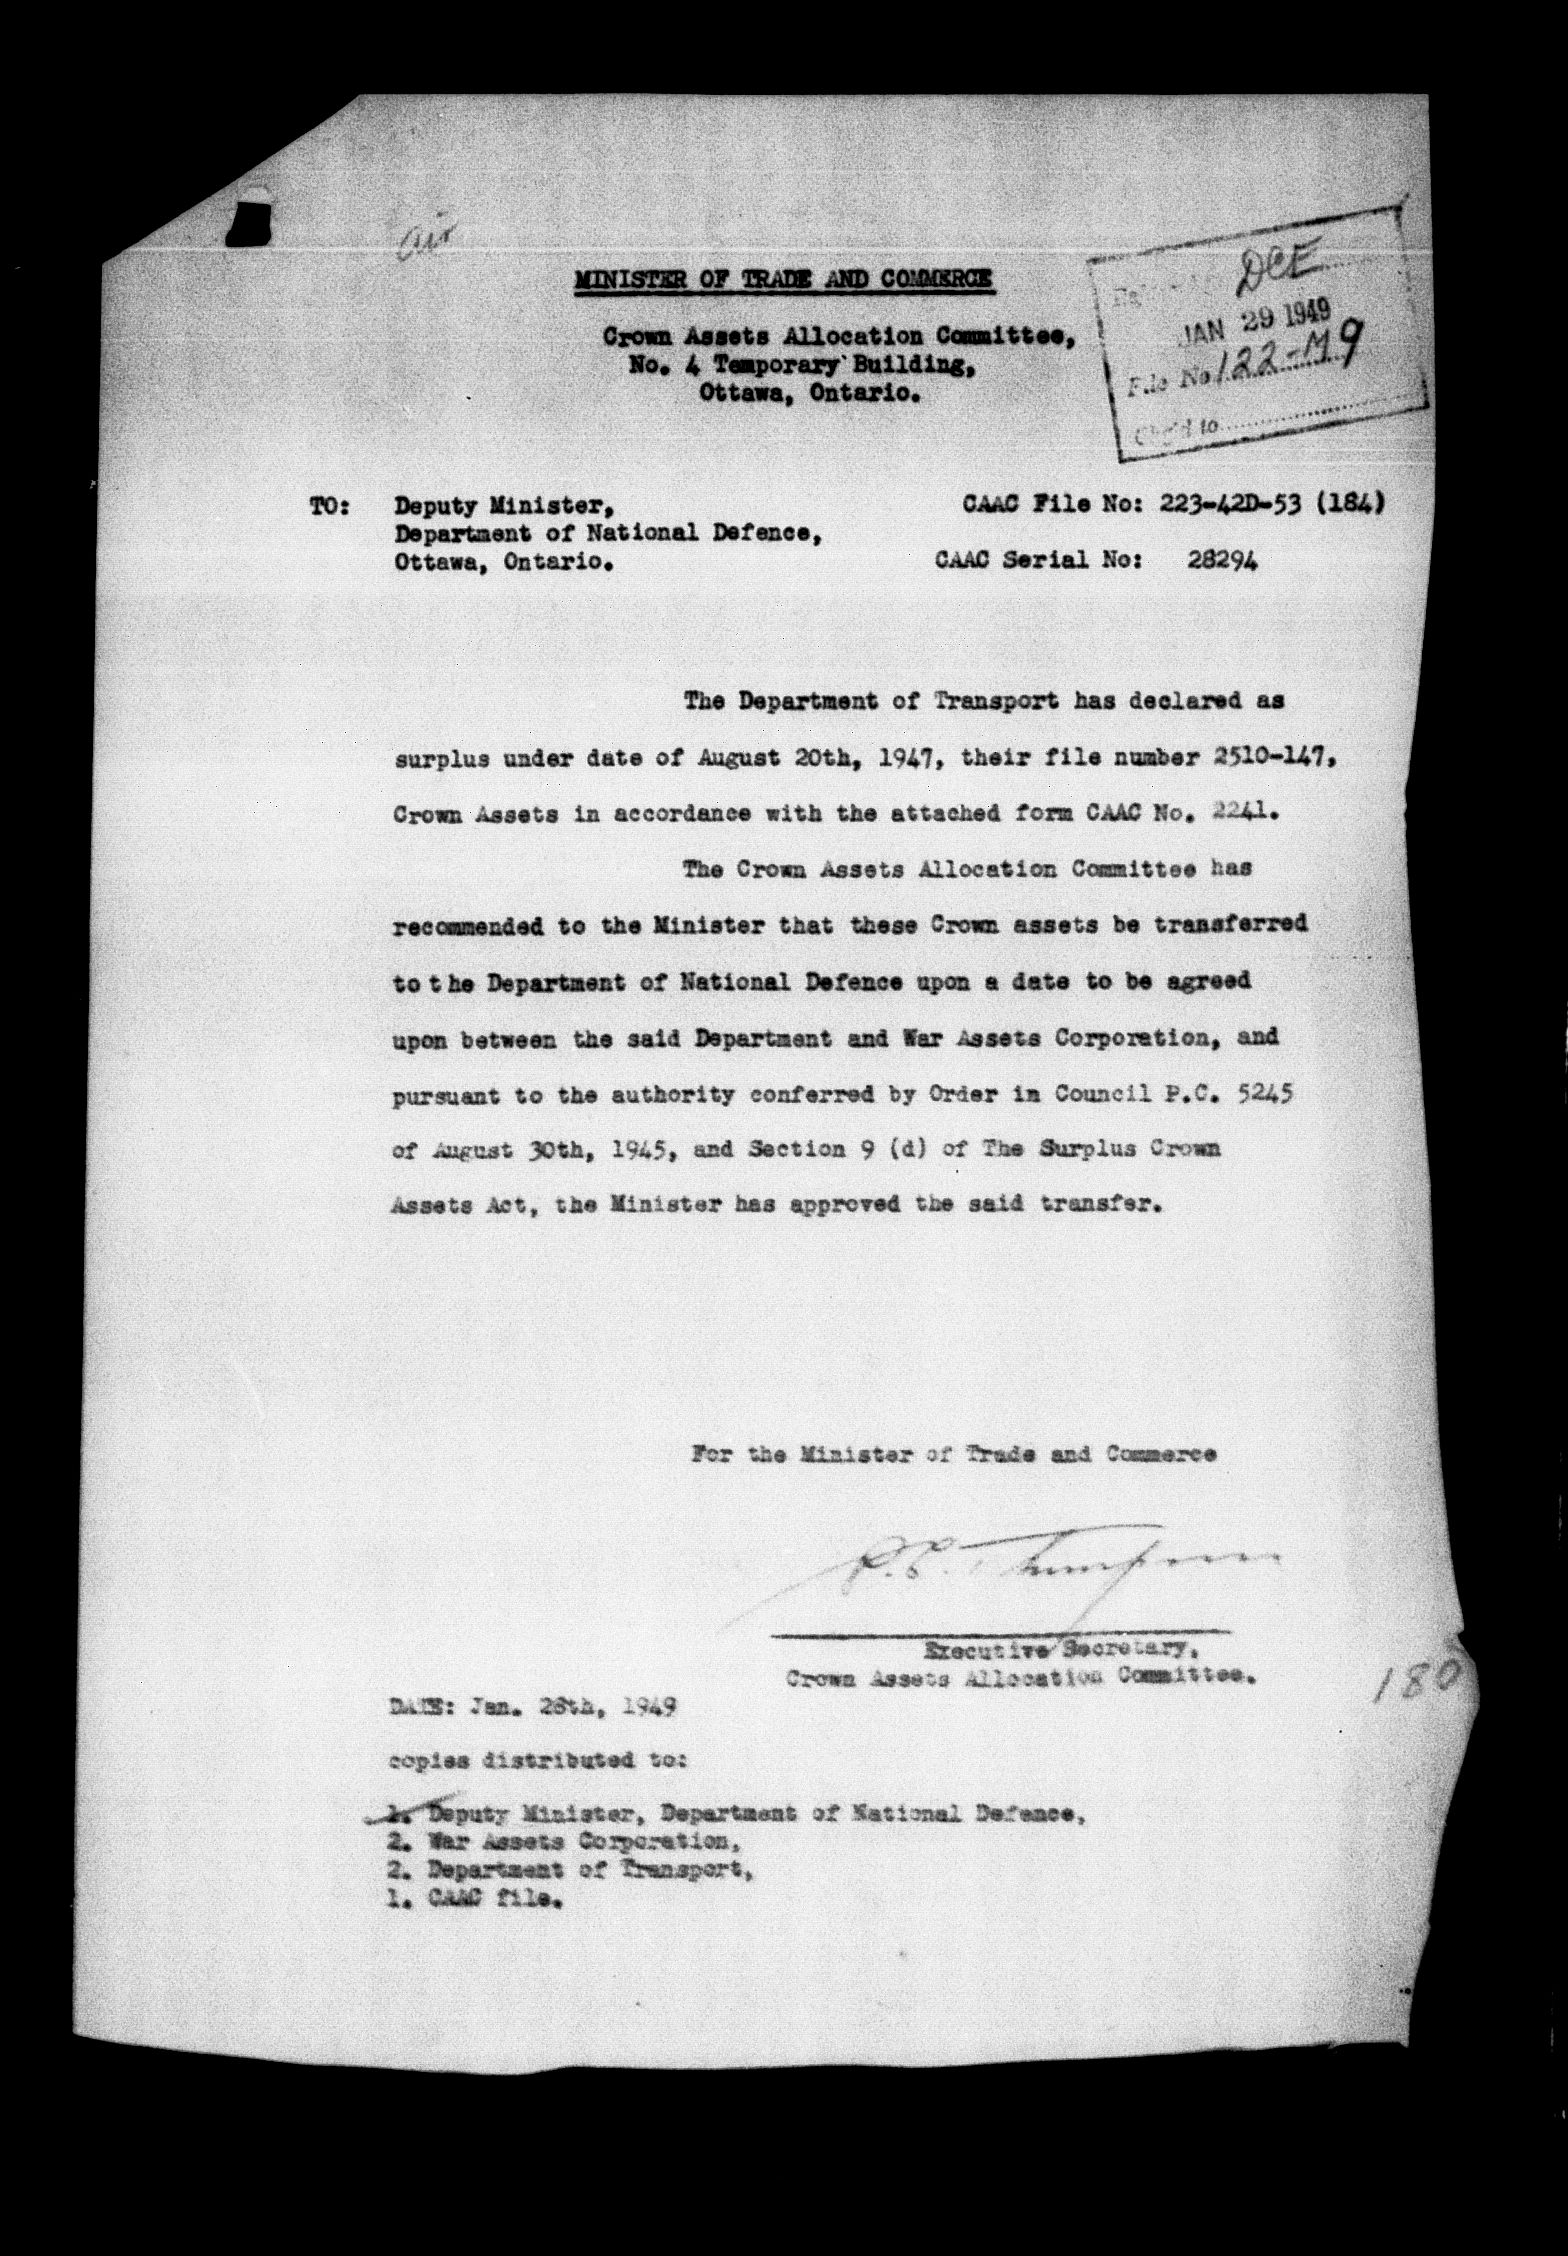 air
MINISTER OF TRADE AND COMMERCE
Crown Assets Allocation Committee,
No. 4 Temporary Building,
Ottawa, Ontario.
DCE
JAN 29 1949
File No 122-M9
Chg'd to
TO: Deputy Minister,
Department of National Defence,
Ottawa, Ontario.
CAAC File No: 223-42D-53 (184)
CAAC Serial No: 28294
The Department of Transport has declared as
surplus under date of August 20th, 1947, their file number 2510-147,
Crown Assets in accordance with the attached form CAAC No. 2241.
The Crown Assets Allocation Committee has
recommended to the Minister that these Crown assets be transferred
to the Department of National Defence upon a date to be agreed
upon between the said Department and War Assets Corporation, and
pursuant to the authority conferred by Order in Council P.C. 5245
of August 30th, 1945, and Section 9 (d) of The Surplus Crown
Assets Act, the Minister has approved the said transfer.
For the Minister of Trade and Commerce
Executive Secretary,
Crown Assets Allocation Committee.
180
DATE: Jan. 28th, 1949
copies distributed to:
1. Deputy Minister, Department of National Defence,
2. War Assets Corporation,
2. Department of Transport,
1. CAAC file.